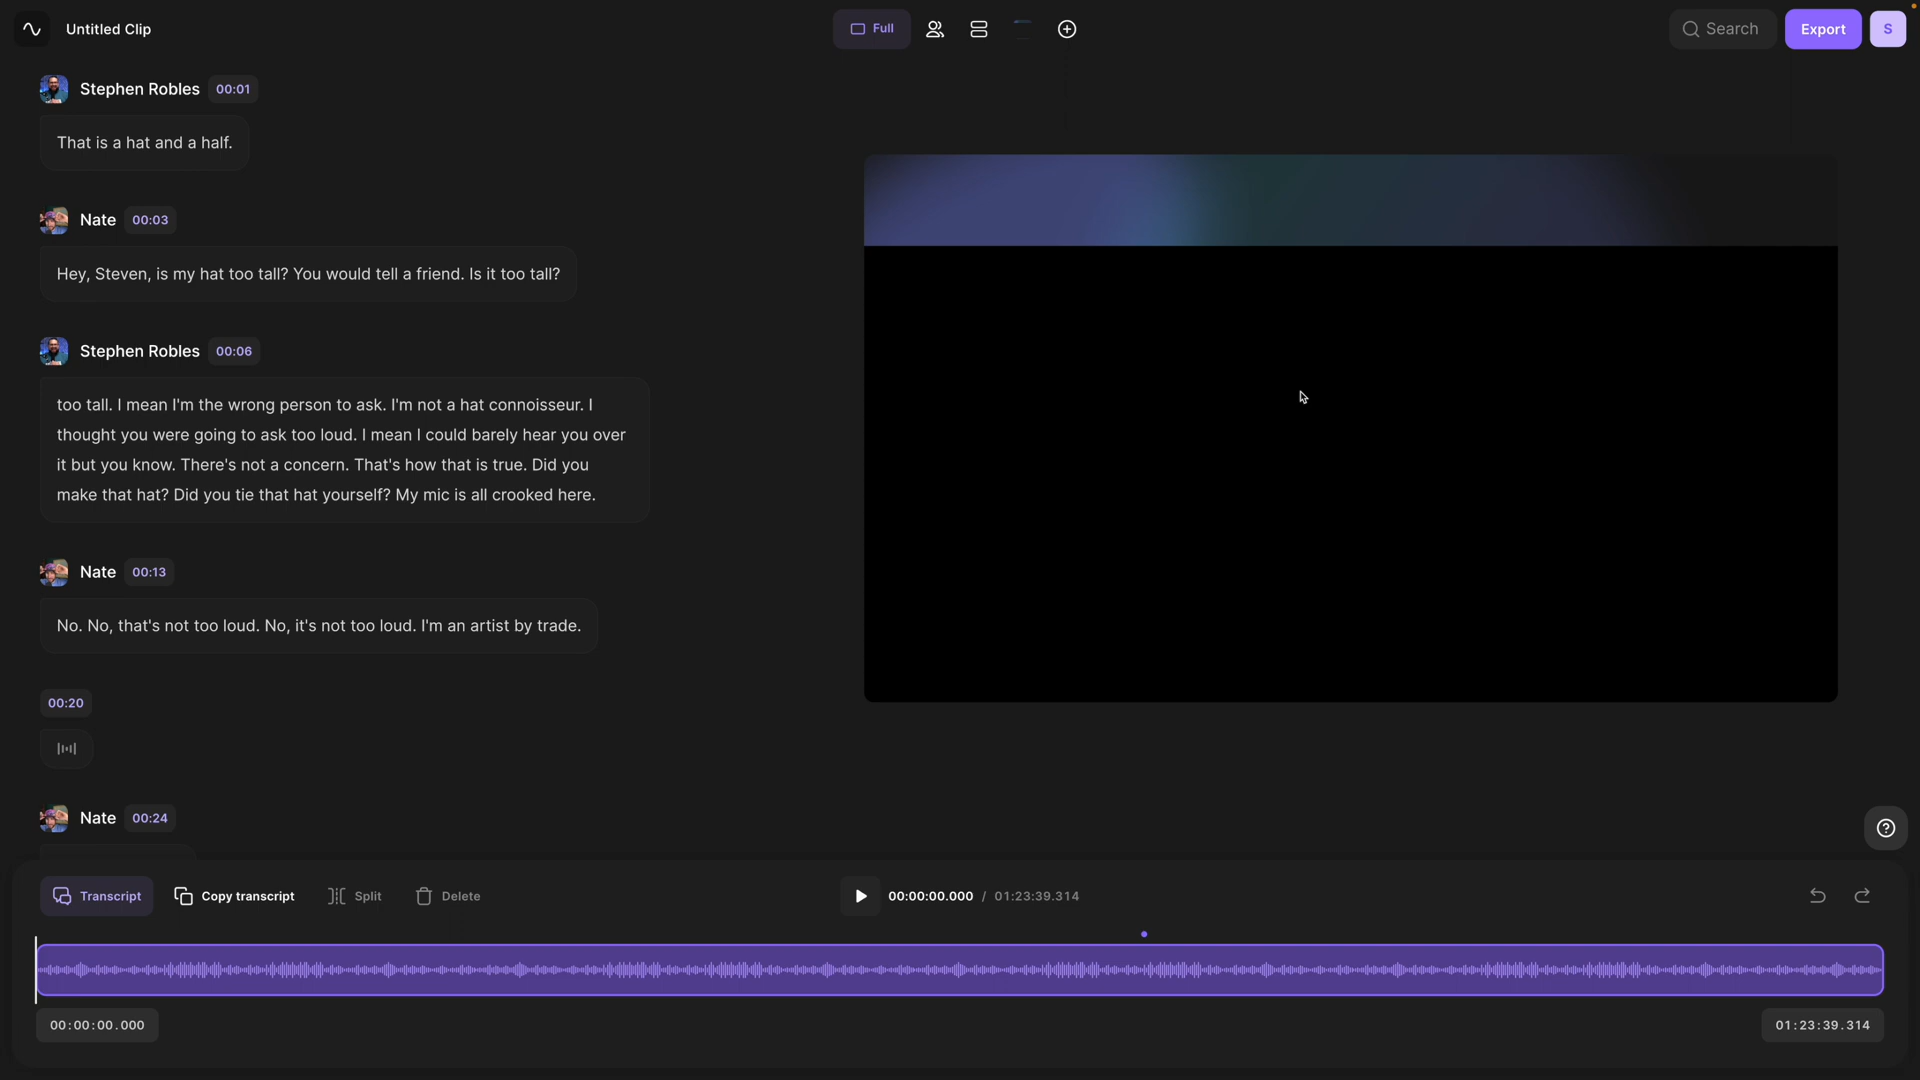 Untitled Clip
Full
Search
Export
S
Stephen Robles 00:01
That is a hat and a half.
Nate 00:03
Hey, Steven, is my hat too tall? You would tell a friend. Is it too tall?
Stephen Robles 00:06
too tall. I mean I'm the wrong person to ask. I'm not a hat connoisseur. I
thought you were going to ask too loud. I mean I could barely hear you over
it but you know. There's not a concern. That's how that is true. Did you
make that hat? Did you tie that hat yourself? My mic is all crooked here.
Nate 00:13
No. No, that's not too loud. No, it's not too loud. I'm an artist by trade.
00:20
Nate 00:24
Transcript
Copy transcript
Split
Delete
00:00:00.000 / 01:23:39.314
00:00:00.000
01:23:39.314